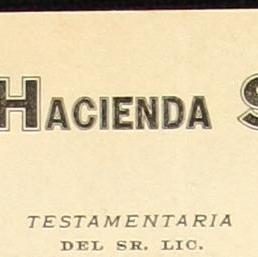 HACIENDA S
TESTAMENTARIA
DEL SR. LIC.